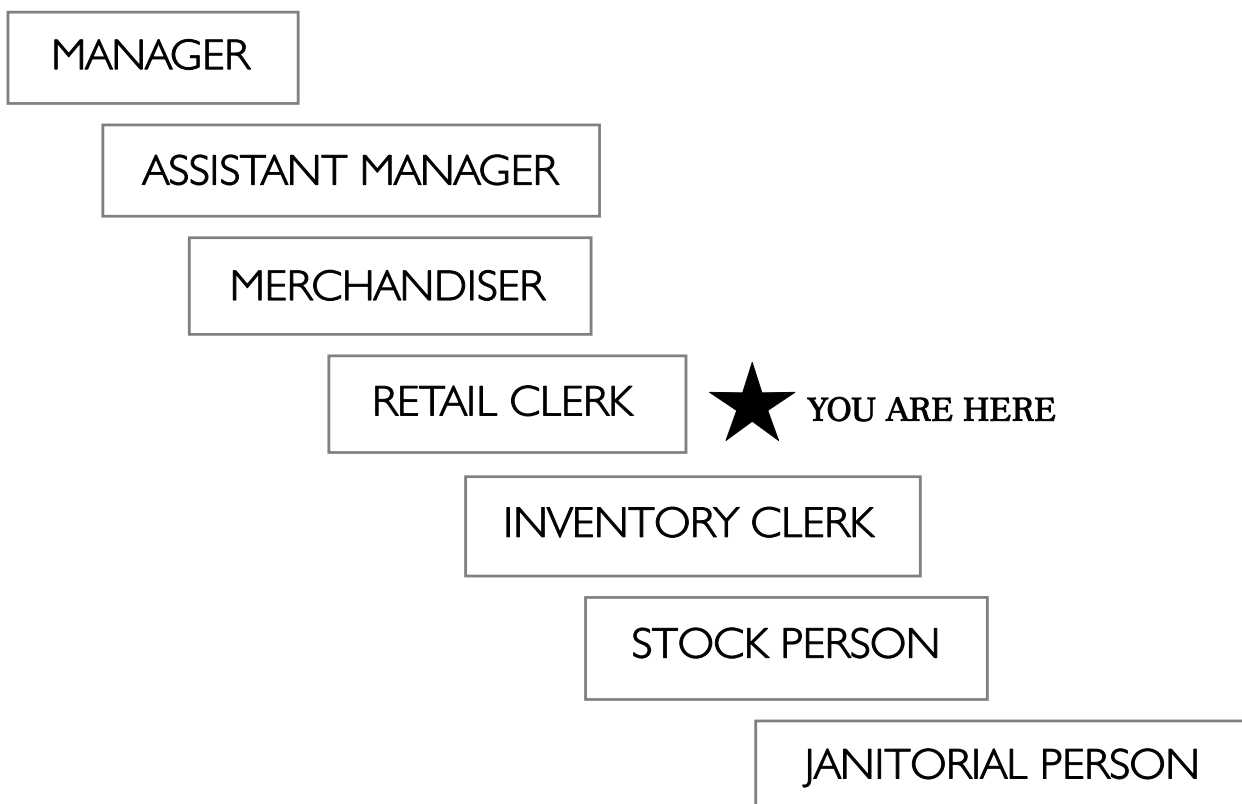 MANAGER
ASSISTANT MANAGER
MERCHANDISER
RETAIL CLERK
YOU ARE HERE
INVENTORY CLERK
STOCK PERSON
JANITORIAL PERSON